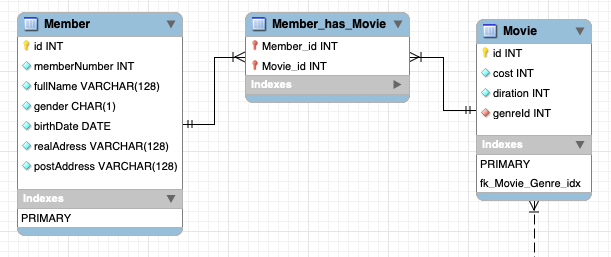 Member
id INT
memberNumber INT
fullName VARCHAR(128)
gender CHAR(1)
birthDate DATE
realAdress VARCHAR(128)
postAddress VARCHAR(128)
Indexes
PRIMARY
Member_has_Movie
Member_id INT
Movie_id INT
Indexes
Movie
id INT
cost INT
diration INT
genreId INT
Indexes
PRIMARY
fk_Movie_Genre_idx